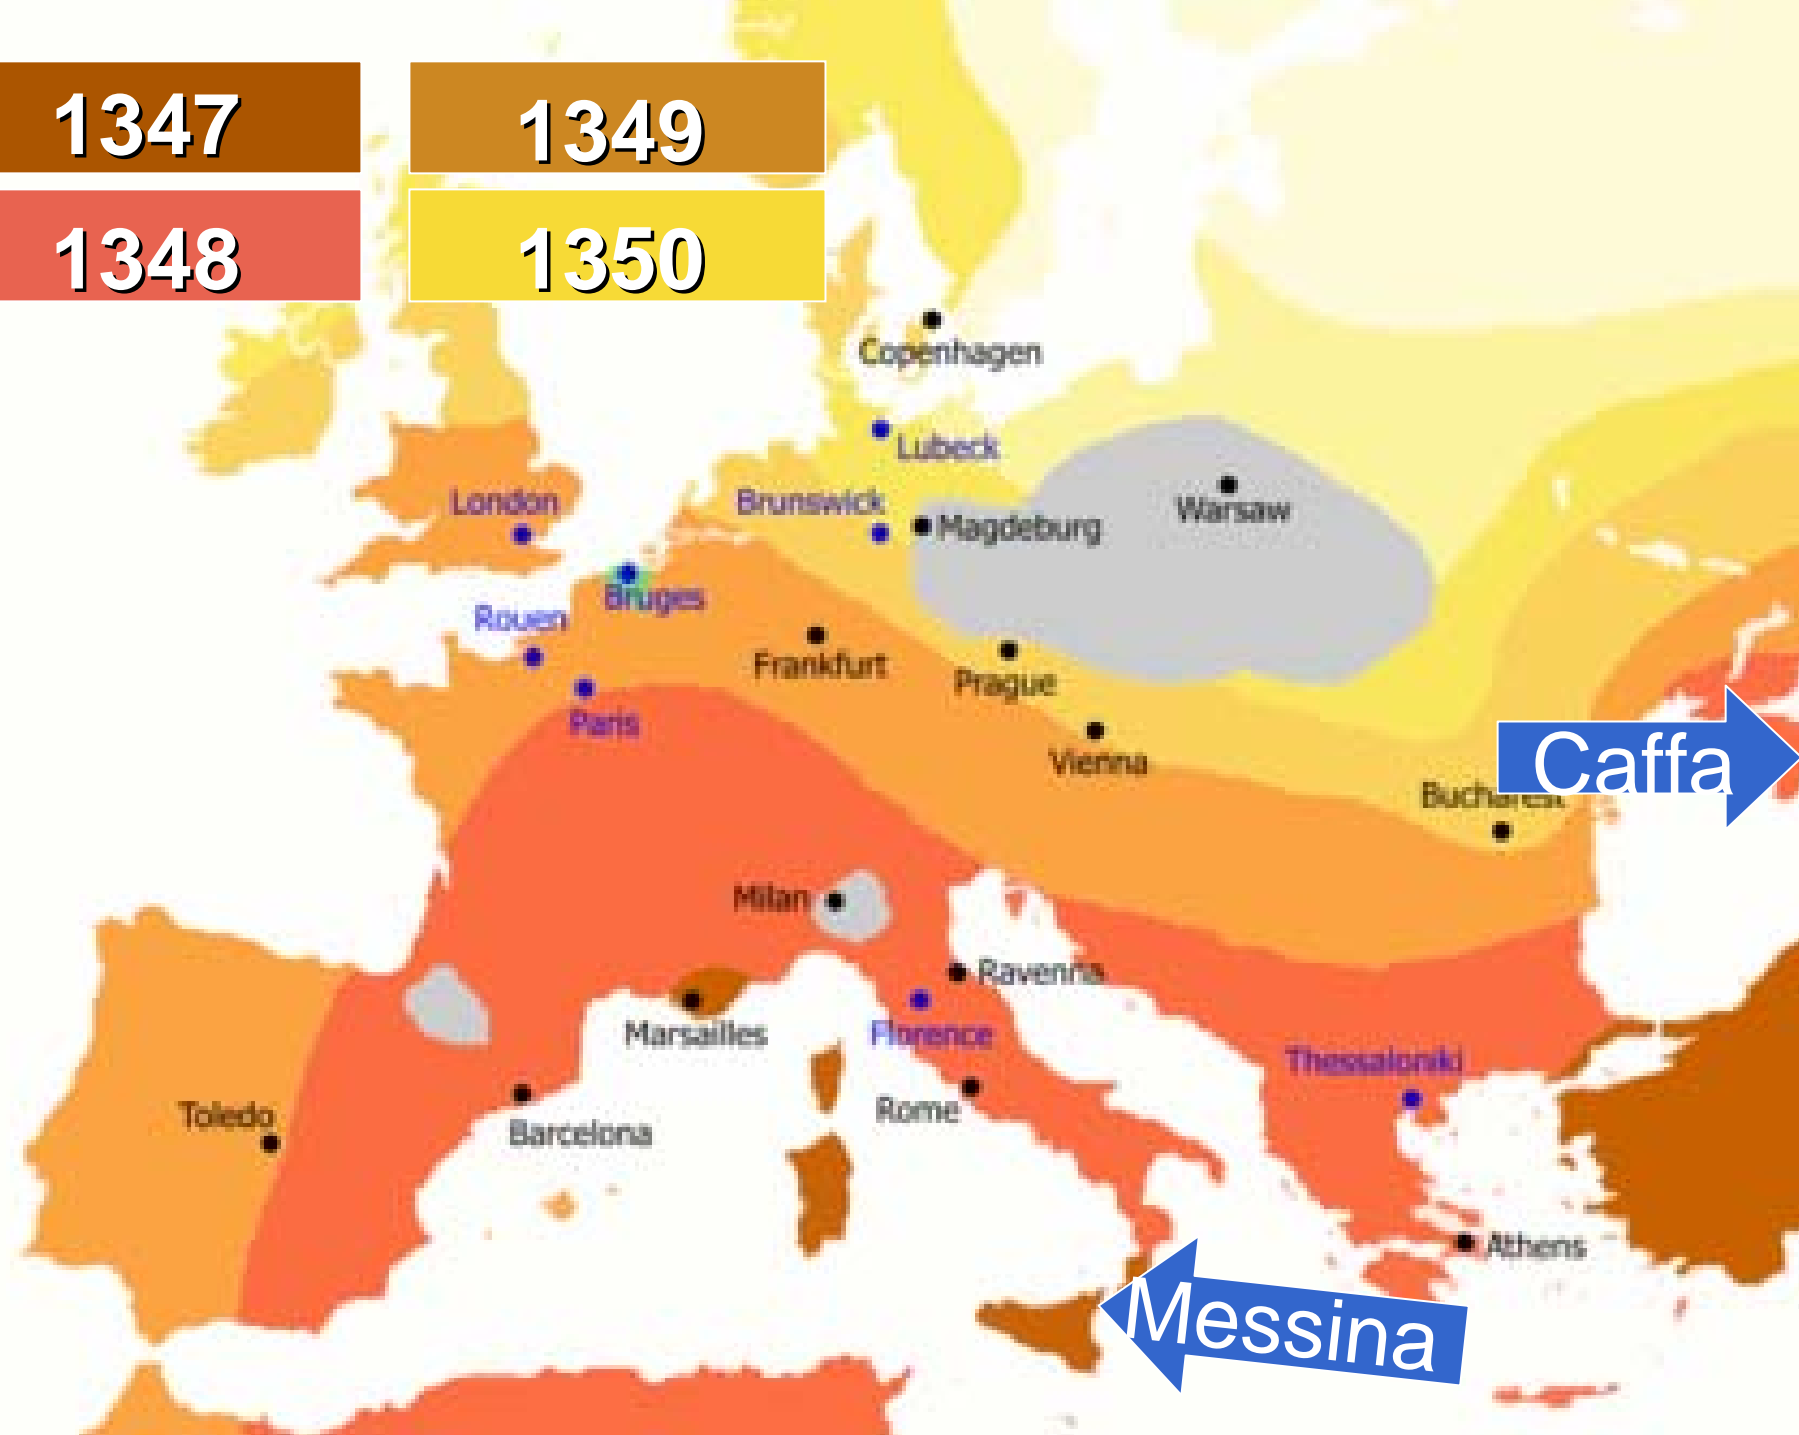 1347
1349
1348
1350
Copenhagen
Lubeck
London
Brunswick
Magdeburg
Warsaw
Bruges
Rouen
Frankfurt
Prague
Paris
Vienna
Caffa
Bucharest
Milan
Ravenna
Marsailles
Florence
Thessaloniki
Toledo
Rome
Barcelona
Athens
Messina